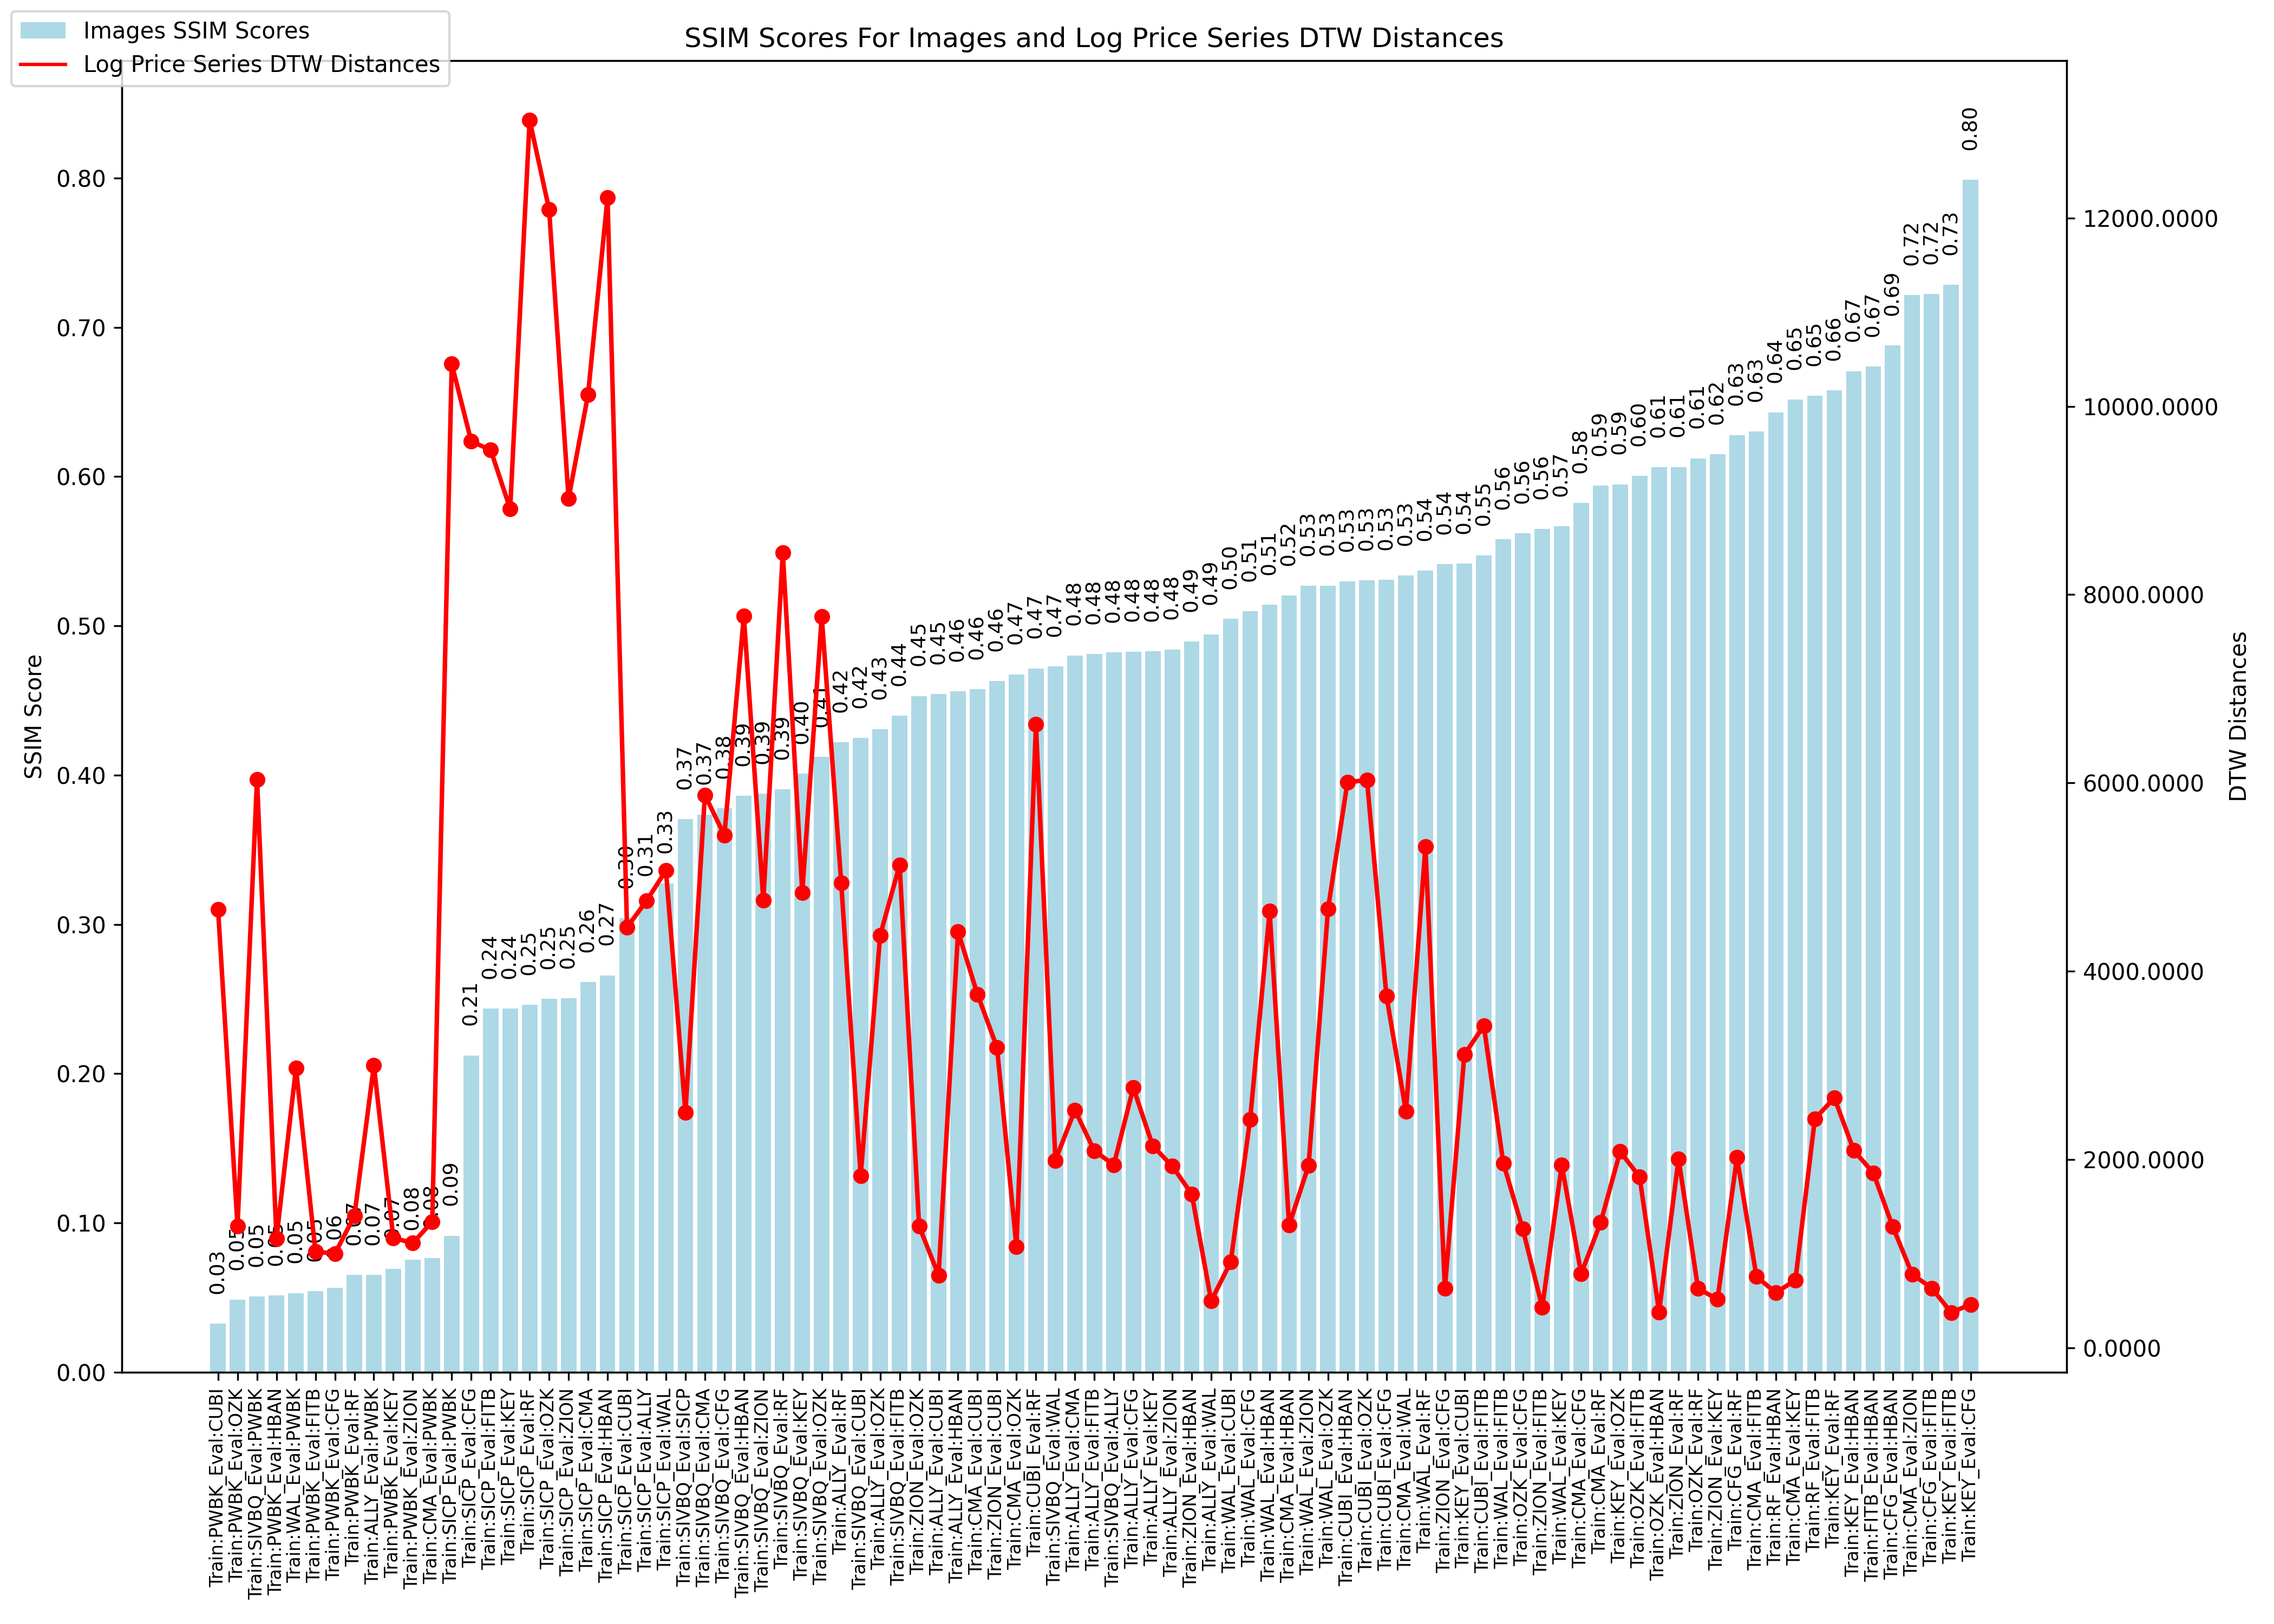 SSIM Scores For Images and Log Price Series DTW Distances
Images SSIM Scores
Log Price Series DTW Distances
SSIM Score
0.80
0.70
0.60
0.50
0.40
0.30
0.20
0.10
0.00
DTW Distances
12000.0000
10000.0000
8000.0000
6000.0000
4000.0000
2000.0000
0.0000
0.03
0.05
0.05
0.05
0.05
0.05
0.06
0.07
0.07
0.07
0.08
0.08
0.09
0.21
0.24
0.24
0.25
0.25
0.25
0.26
0.27
0.30
0.31
0.33
0.37
0.37
0.38
0.39
0.39
0.39
0.40
0.41
0.42
0.42
0.43
0.44
0.45
0.45
0.46
0.46
0.46
0.47
0.47
0.47
0.48
0.48
0.48
0.48
0.48
0.48
0.49
0.49
0.50
0.51
0.51
0.52
0.53
0.53
0.53
0.53
0.53
0.53
0.54
0.54
0.54
0.55
0.56
0.56
0.56
0.57
0.58
0.59
0.59
0.60
0.61
0.61
0.61
0.62
0.63
0.63
0.64
0.65
0.65
0.66
0.67
0.67
0.69
0.72
0.72
0.73
0.80
Train:PWBK_Eval:CUBI
Train:PWBK_Eval:OZK
Train:SIVBQ_Eval:PWBK
Train:PWBK_Eval:HBAN
Train:WAL_Eval:PWBK
Train:PWBK_Eval:FITB
Train:PWBK_Eval:CFG
Train:PWBK_Eval:RF
Train:ALLY_Eval:PWBK
Train:PWBK_Eval:KEY
Train:PWBK_Eval:ZION
Train:CMA_Eval:PWBK
Train:SICP_Eval:PWBK
Train:SICP_Eval:CFG
Train:SICP_Eval:FITB
Train:SICP_Eval:KEY
Train:SICP_Eval:RF
Train:SICP_Eval:OZK
Train:SICP_Eval:ZION
Train:SICP_Eval:CMA
Train:SICP_Eval:HBAN
Train:SICP_Eval:CUBI
Train:SICP_Eval:ALLY
Train:SICP_Eval:WAL
Train:SIVBQ_Eval:SICP
Train:SIVBQ_Eval:CMA
Train:SIVBQ_Eval:CFG
Train:SIVBQ_Eval:HBAN
Train:SIVBQ_Eval:ZION
Train:SIVBQ_Eval:RF
Train:SIVBQ_Eval:KEY
Train:SIVBQ_Eval:OZK
Train:ALLY_Eval:RF
Train:SIVBQ_Eval:CUBI
Train:ALLY_Eval:OZK
Train:SIVBQ_Eval:FITB
Train:ZION_Eval:OZK
Train:ALLY_Eval:CUBI
Train:ALLY_Eval:HBAN
Train:CMA_Eval:CUBI
Train:ZION_Eval:CUBI
Train:CMA_Eval:OZK
Train:CUBI_Eval:RF
Train:SIVBQ_Eval:WAL
Train:ALLY_Eval:CMA
Train:ALLY_Eval:FITB
Train:SIVBQ_Eval:ALLY
Train:ALLY_Eval:CFG
Train:ALLY_Eval:KEY
Train:ALLY_Eval:ZION
Train:ZION_Eval:HBAN
Train:ALLY_Eval:WAL
Train:WAL_Eval:CUBI
Train:WAL_Eval:CFG
Train:WAL_Eval:HBAN
Train:CMA_Eval:HBAN
Train:WAL_Eval:ZION
Train:WAL_Eval:OZK
Train:CUBI_Eval:HBAN
Train:CUBI_Eval:OZK
Train:CUBI_Eval:CFG
Train:CMA_Eval:WAL
Train:WAL_Eval:RF
Train:ZION_Eval:CFG
Train:KEY_Eval:CUBI
Train:CUBI_Eval:FITB
Train:WAL_Eval:FITB
Train:OZK_Eval:CFG
Train:ZION_Eval:FITB
Train:WAL_Eval:KEY
Train:CMA_Eval:CFG
Train:CMA_Eval:RF
Train:KEY_Eval:OZK
Train:OZK_Eval:FITB
Train:OZK_Eval:HBAN
Train:ZION_Eval:RF
Train:OZK_Eval:RF
Train:ZION_Eval:KEY
Train:CFG_Eval:RF
Train:CMA_Eval:FITB
Train:RF_Eval:HBAN
Train:CMA_Eval:KEY
Train:RF_Eval:FITB
Train:KEY_Eval:RF
Train:KEY_Eval:HBAN
Train:FITB_Eval:HBAN
Train:CFG_Eval:HBAN
Train:CMA_Eval:ZION
Train:CFG_Eval:FITB
Train:KEY_Eval:FITB
Train:KEY_Eval:CFG